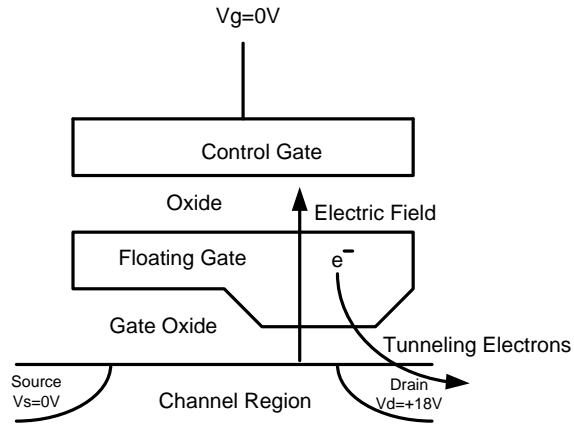 Vg=0V
Control Gate
Oxide
Electric Field
Floating Gate
e−
Gate Oxide
Tunneling Electrons
Source
Vs=0V
Channel Region
Drain
Vd=+18V